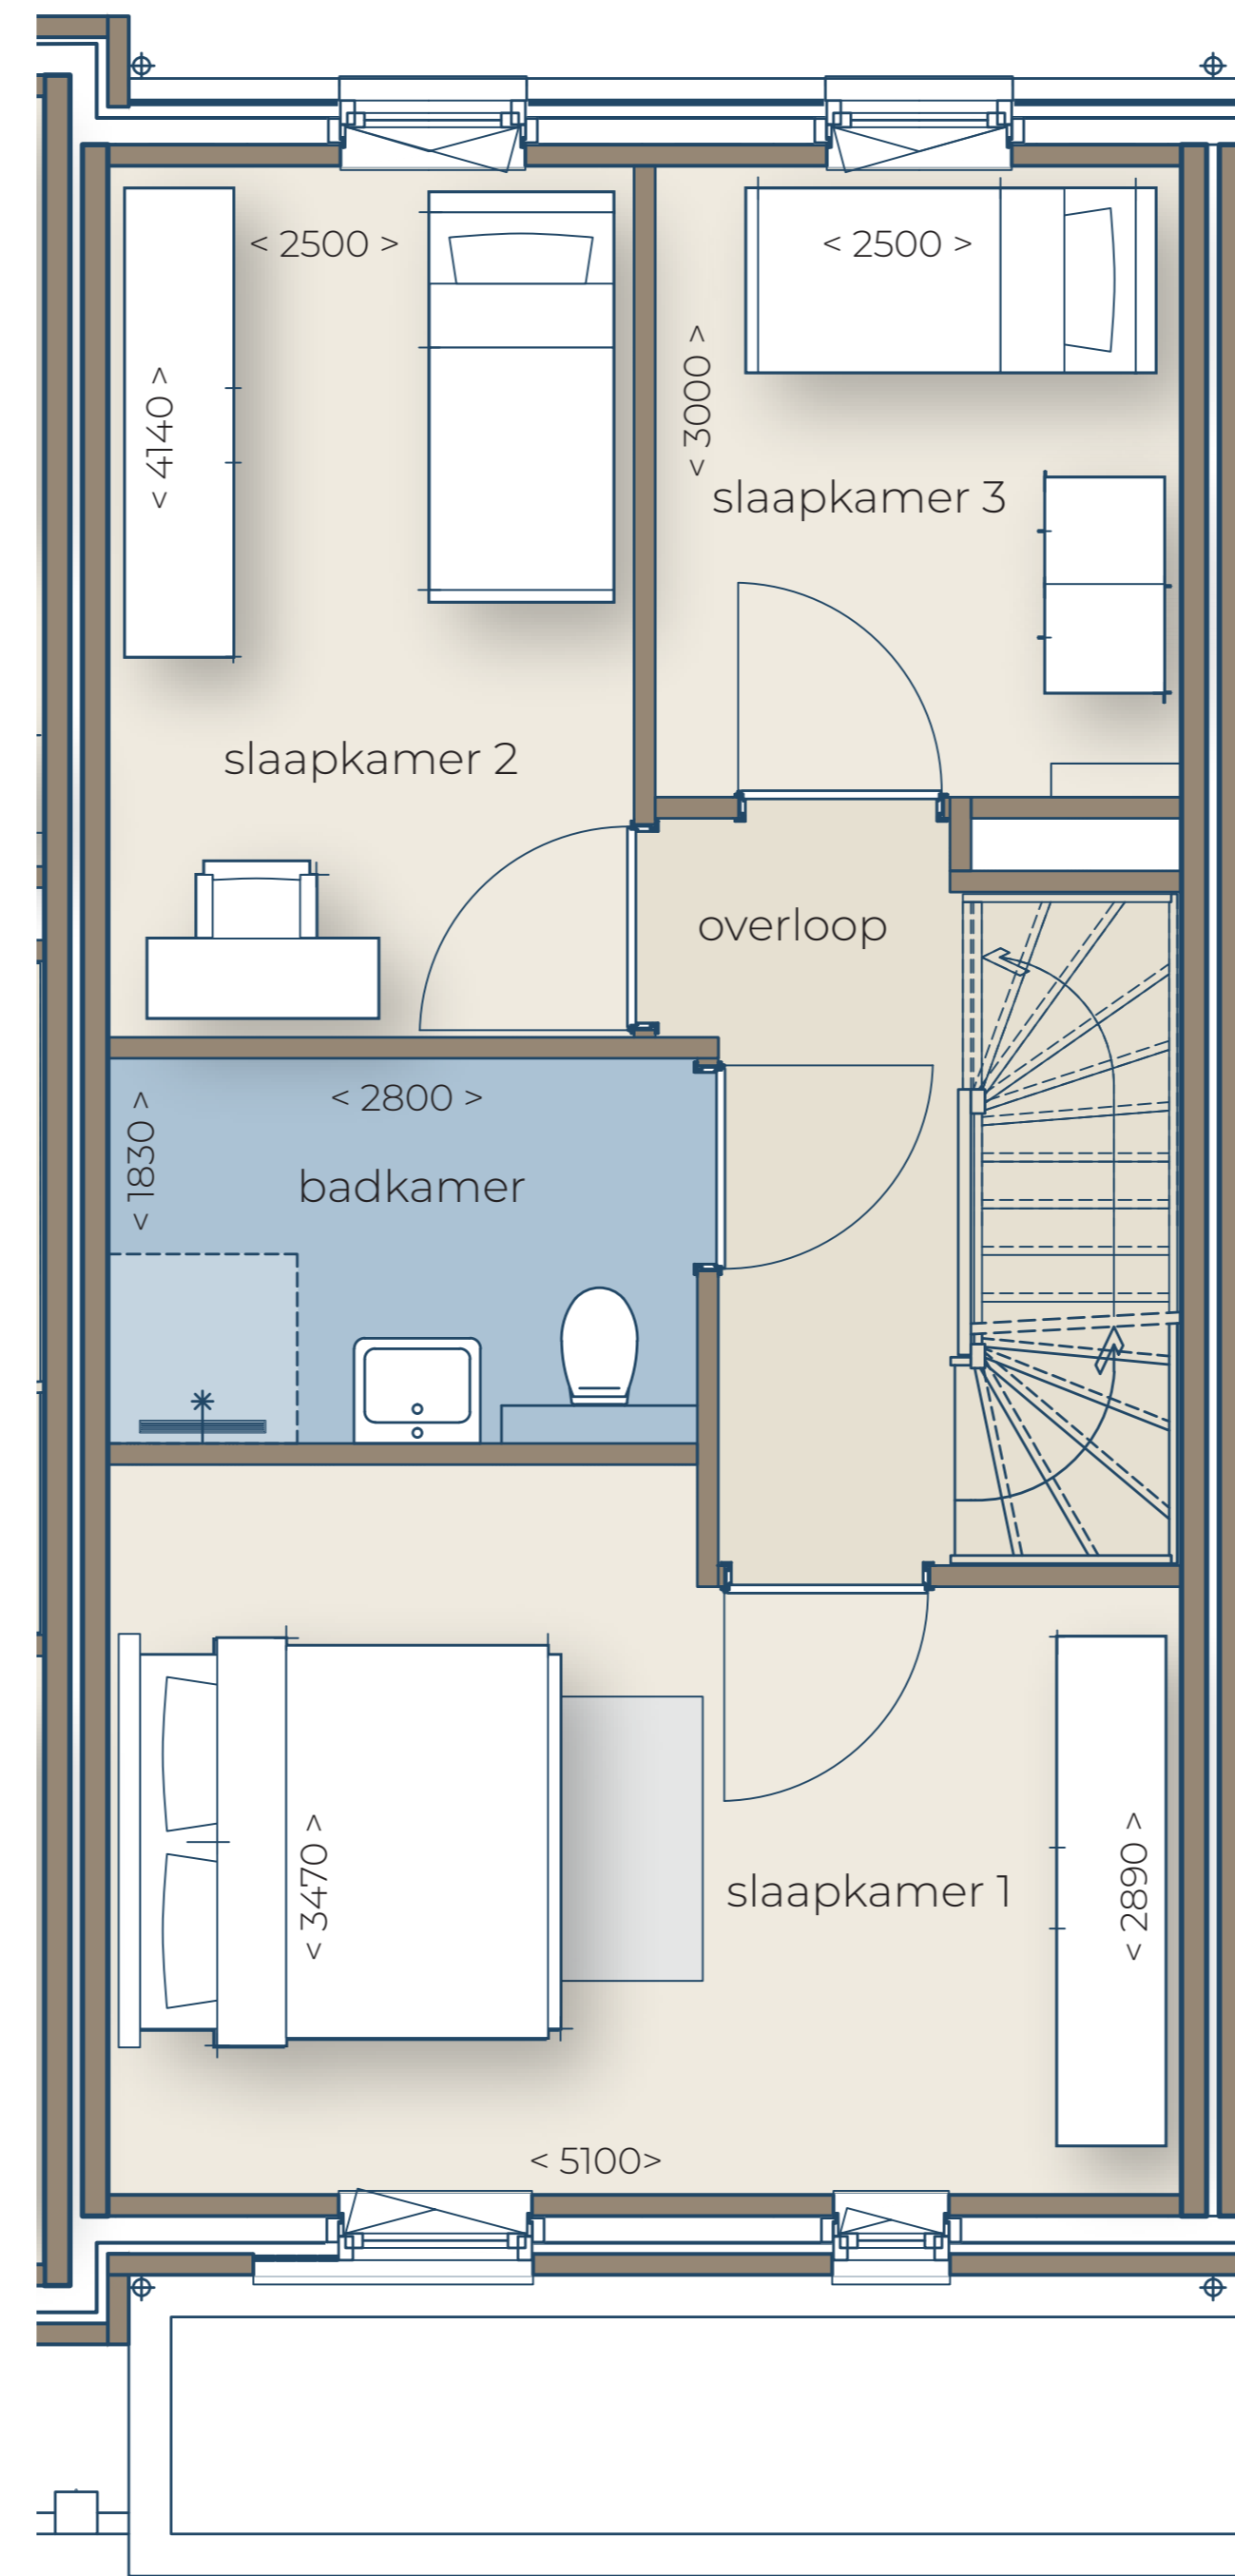 < 2500 >
< 2500 >
< 4140 >
< 3000 >
slaapkamer 3
slaapkamer 2
overloop
< 2800 >
< 1830 >
badkamer
< 3470 >
slaapkamer 1
< 2890 >
< 5100>